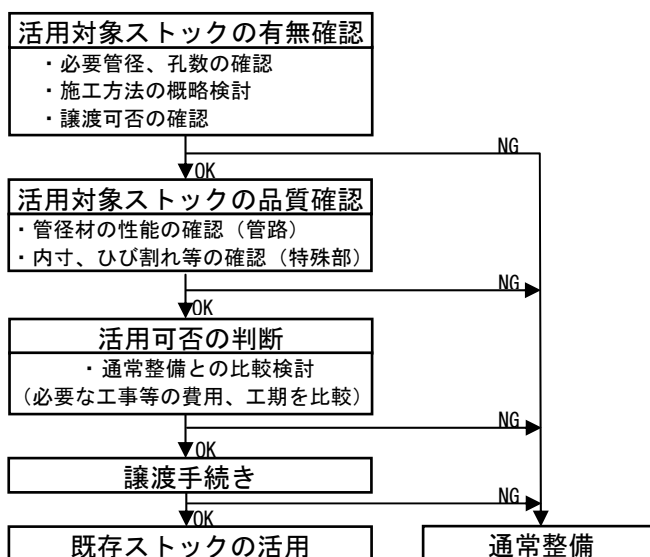 活用対象ストックの有無確認
・必要管径、孔数の確認
・施工方法の概略検討
・譲渡可否の確認
NG
OK
活用対象ストックの品質確認
・管径材の性能の確認（管路）
・内寸、ひび割れ等の確認（特殊部）
NG
OK
活用可否の判断
・通常整備との比較検討
（必要な工事等の費用、工期を比較）
NG
OK
譲渡手続き
NG
OK
既存ストックの活用
通常整備